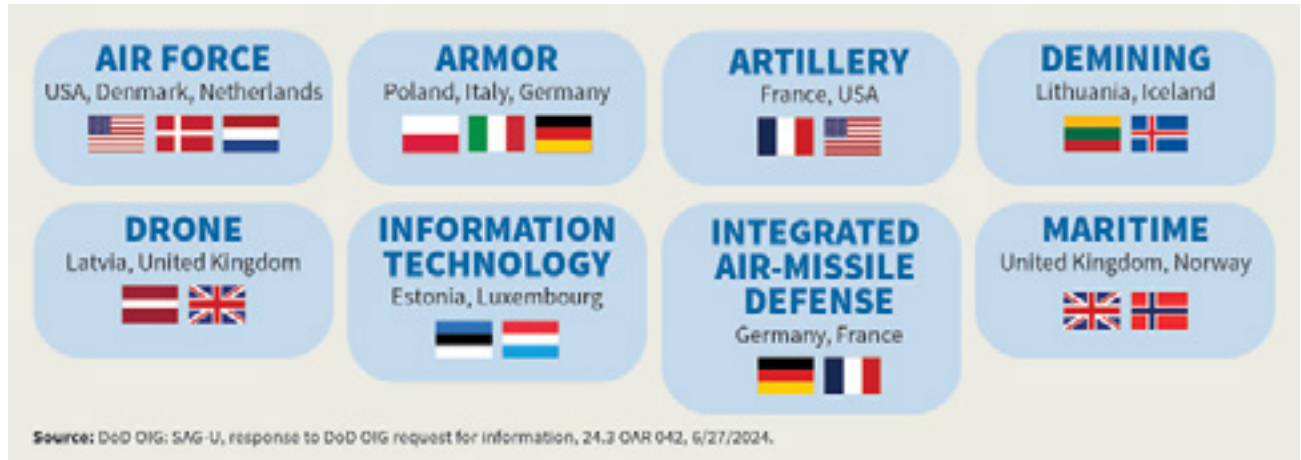 AIR FORCE
USA, Denmark, Netherlands
ARMOR
Poland, Italy, Germany
ARTILLERY
France, USA
DEMINING
Lithuania, Iceland
DRONE
Latvia, United Kingdom
INFORMATION
TECHNOLOGY
Estonia, Luxembourg
INTEGRATED
AIR-MISSILE
DEFENSE
Germany, France
MARITIME
United Kingdom, Norway
Source: DoD OIG: SAG-U, response to DoD OIG request for information, 24.3 OAR 042, 6/27/2024.